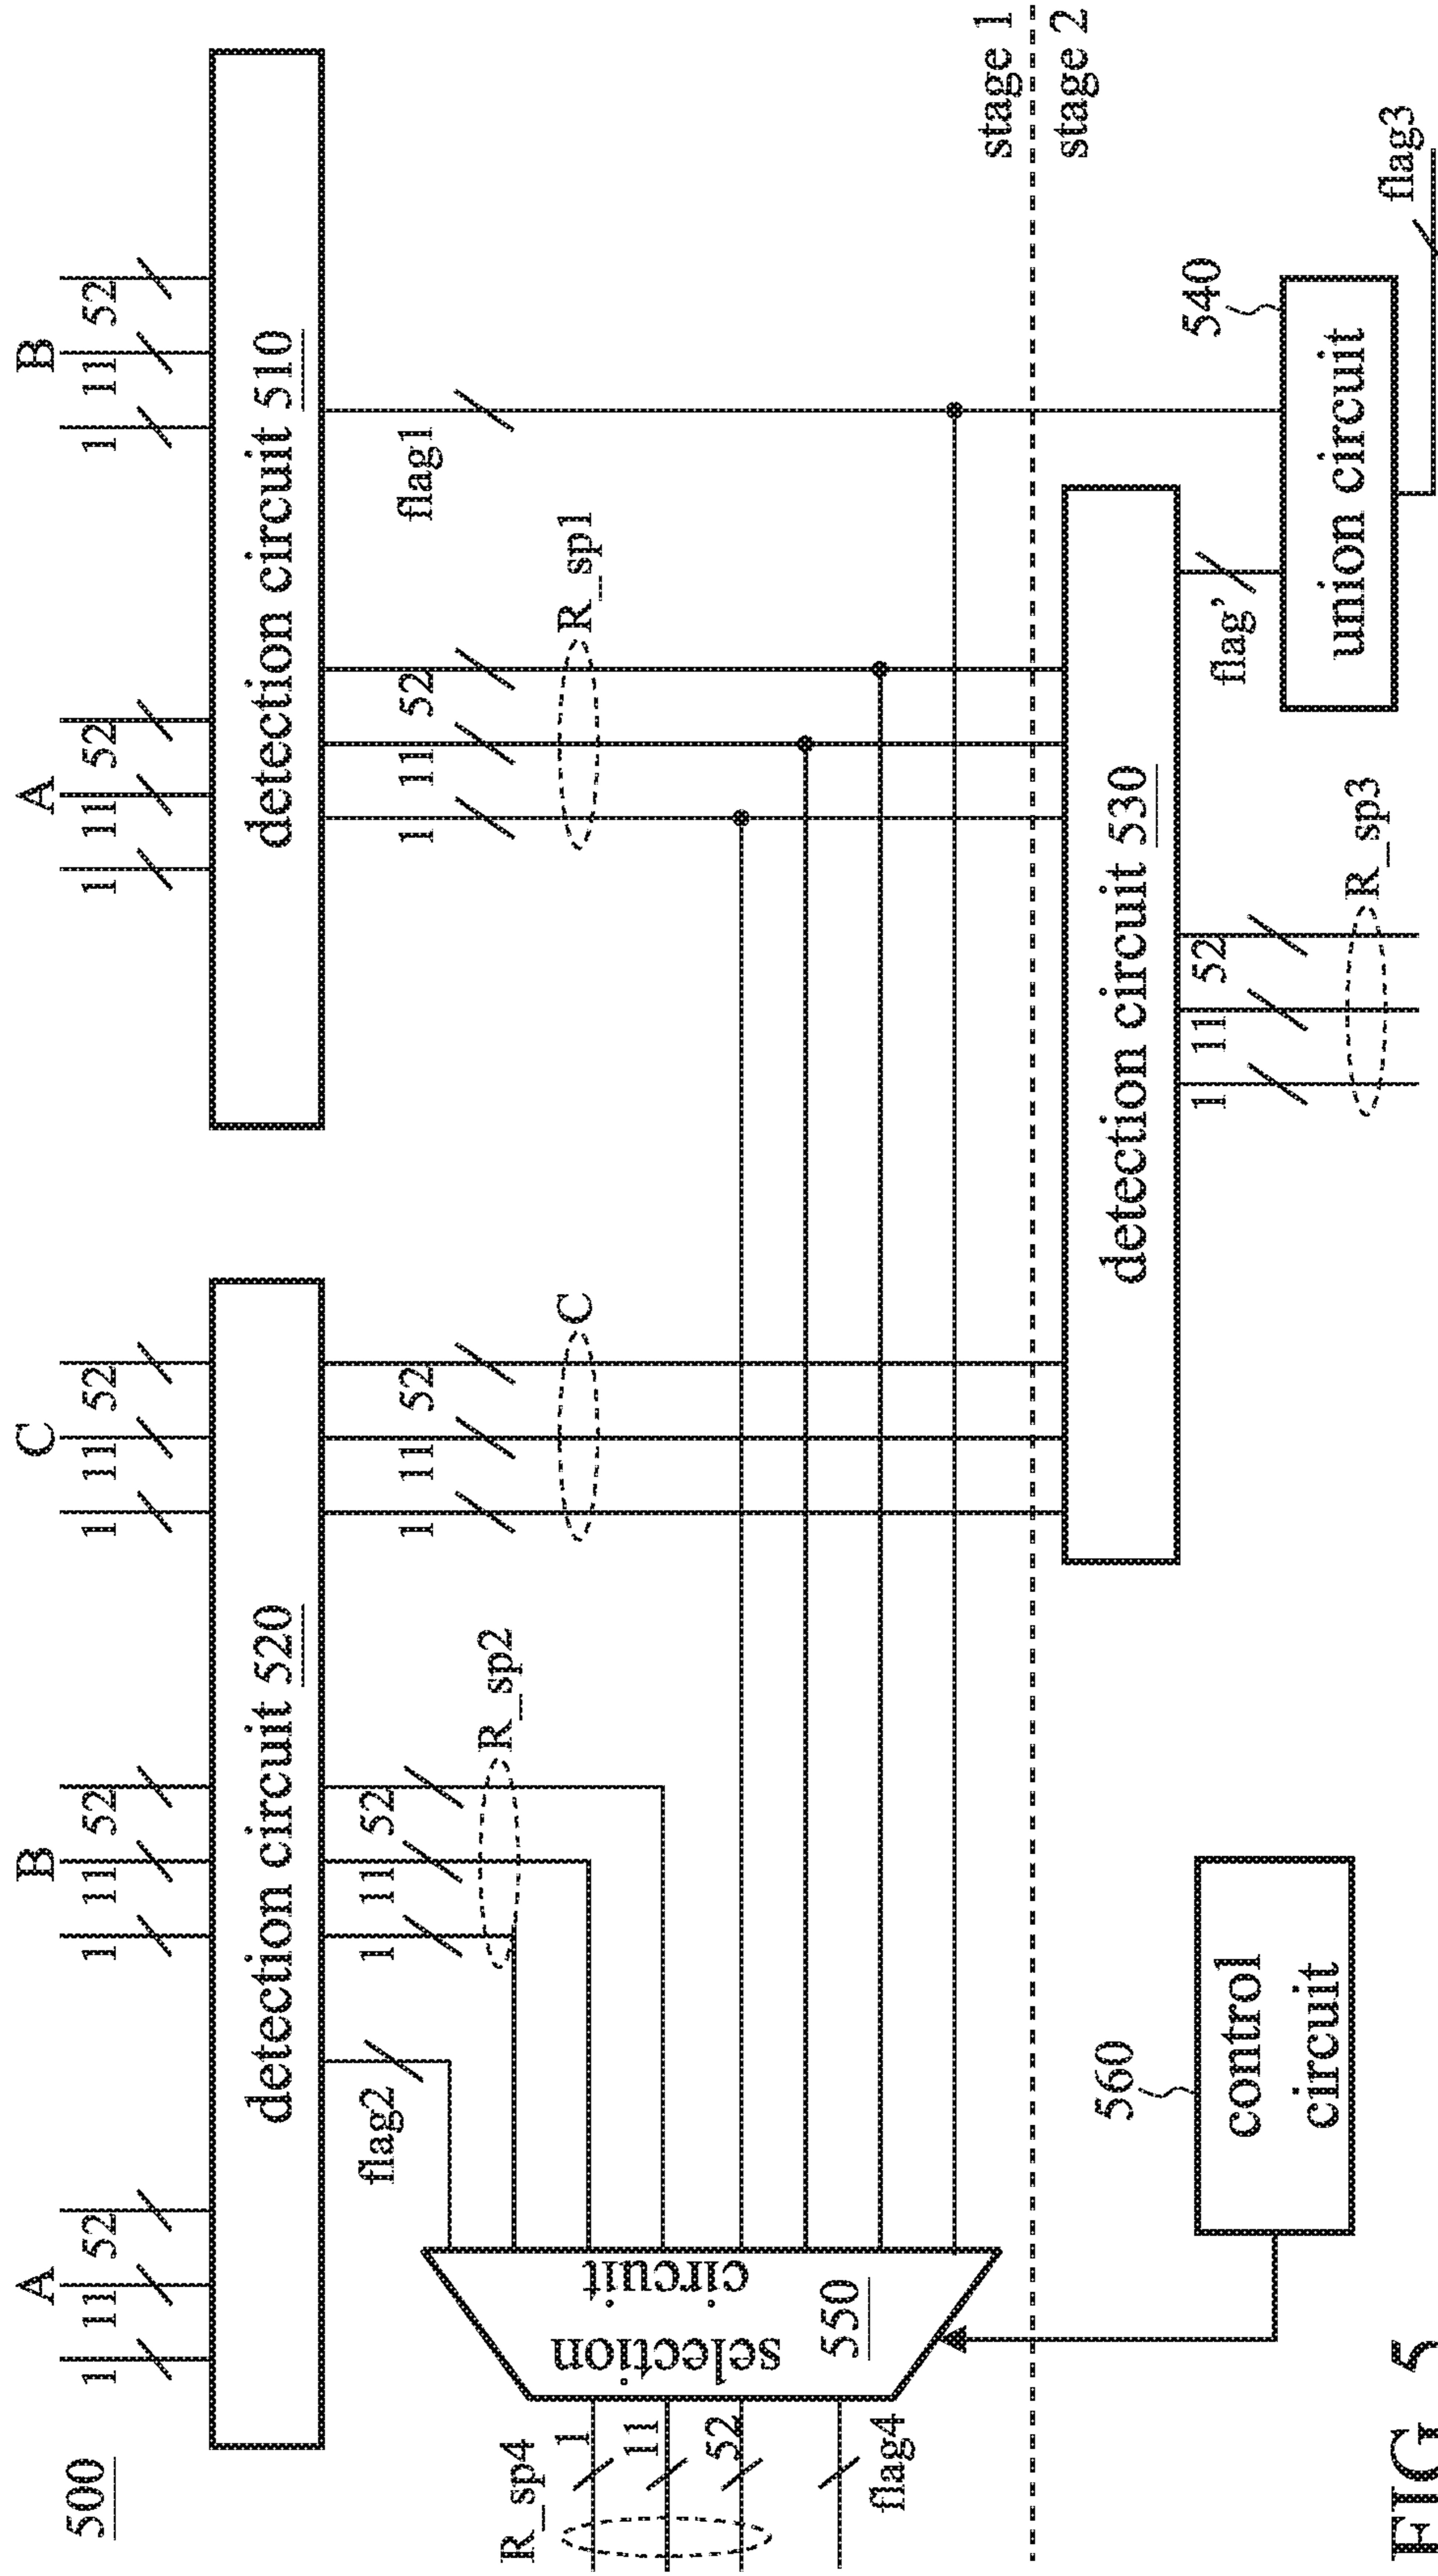 500
A
1 11 52
B
1 11 52
C
1 11 52
A
1 11 52
B
1 11 52
detection circuit 520
detection circuit 510
flag2
1 11 52
R_sp2
1 11 52
C
1 11 52
R_sp1
flag1
R_sp4
1
11
52
flag4
selection
circuit
550
stage 1
stage 2
560
control
circuit
detection circuit 530
1 11 52
R_sp3
flag'
540
union circuit
flag3
FIG. 5